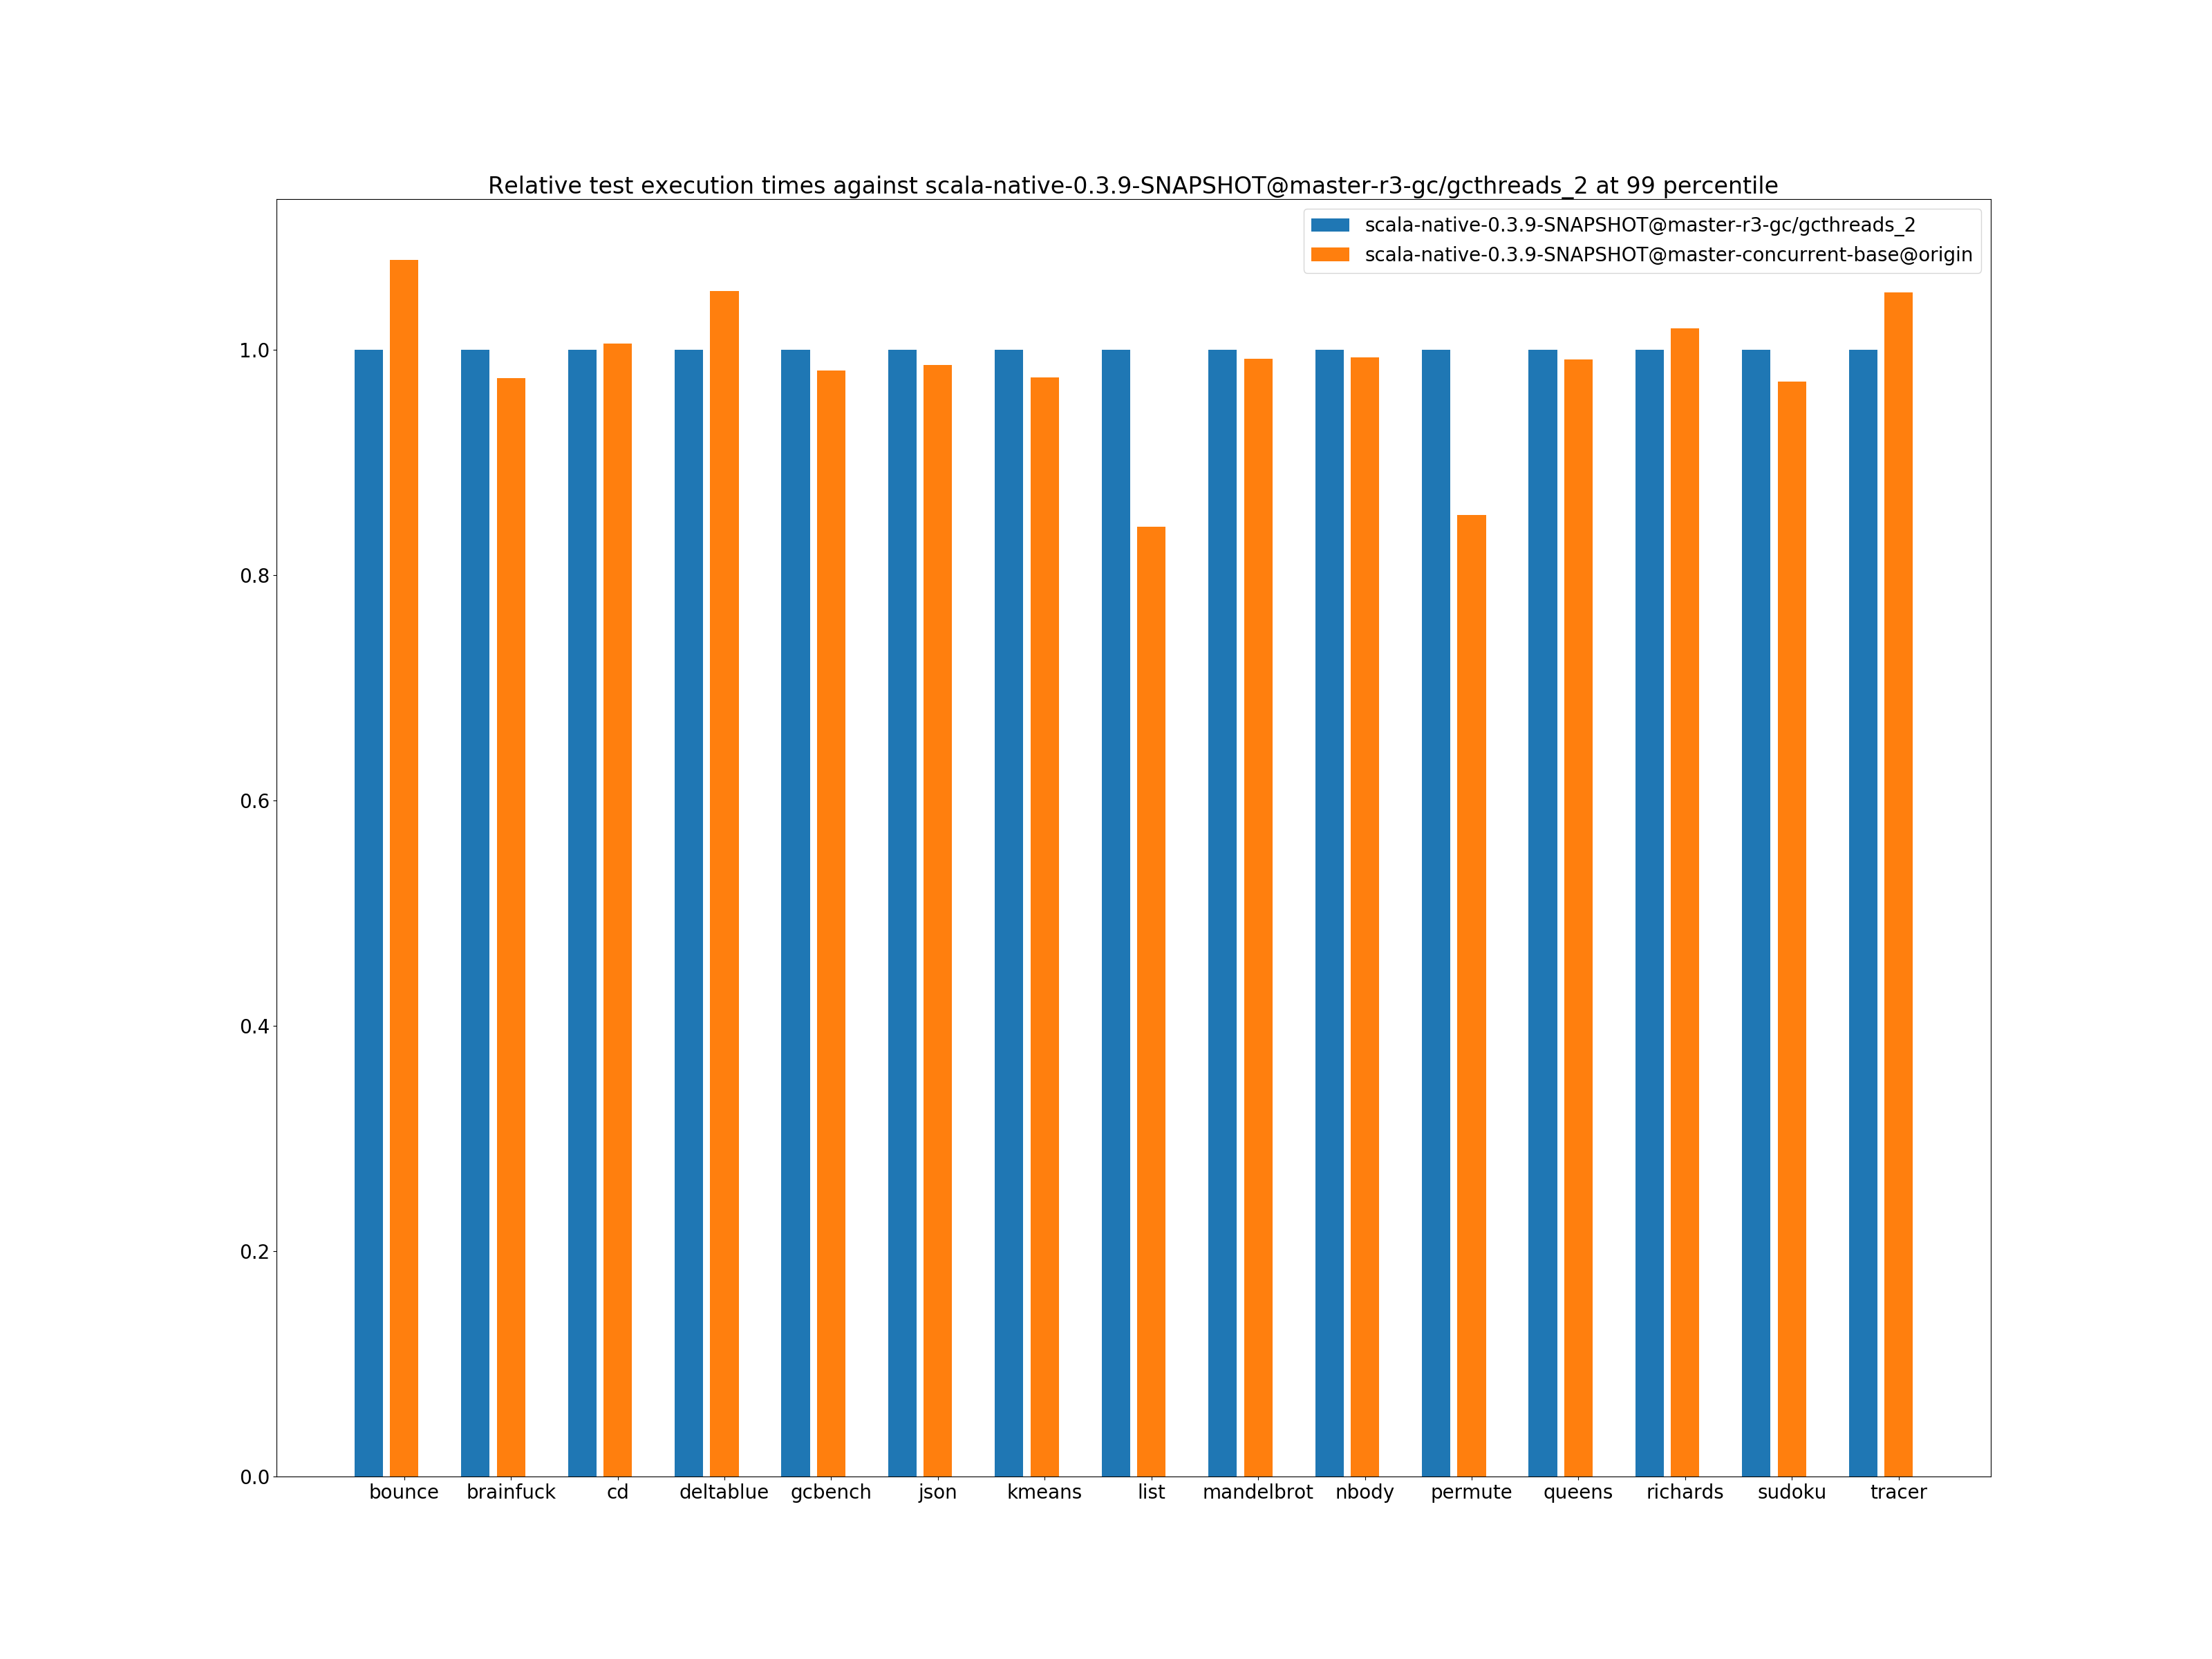 Relative test execution times against scala-native-0.3.9-SNAPSHOT@master-r3-gc/gcthreads_2 at 99 percentile
scala-native-0.3.9-SNAPSHOT@master-r3-gc/gcthreads_2
scala-native-0.3.9-SNAPSHOT@master-concurrent-base@origin
1.0
0.8
0.6
0.4
0.2
0.0
bounce brainfuck cd deltablue gcbench json kmeans list mandelbrot nbody permute queens richards sudoku tracer